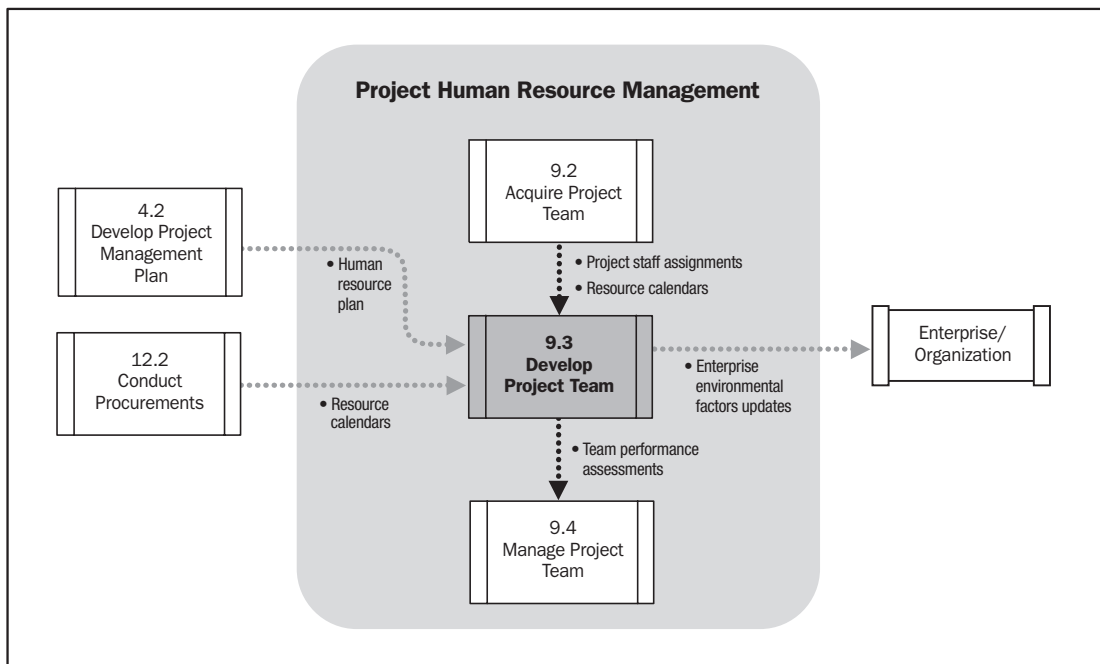 Project Human Resource Management
9.2
Acquire Project
Team
4.2
Develop Project
Management
Plan
• Human
resource
plan
• Project staff assignments
• Resource calendars
12.2
Conduct
Procurements
• Resource
calendars
9.3
Develop
Project Team
• Enterprise
environmental
factors updates
Enterprise/
Organization
• Team performance
assessments
9.4
Manage Project
Team